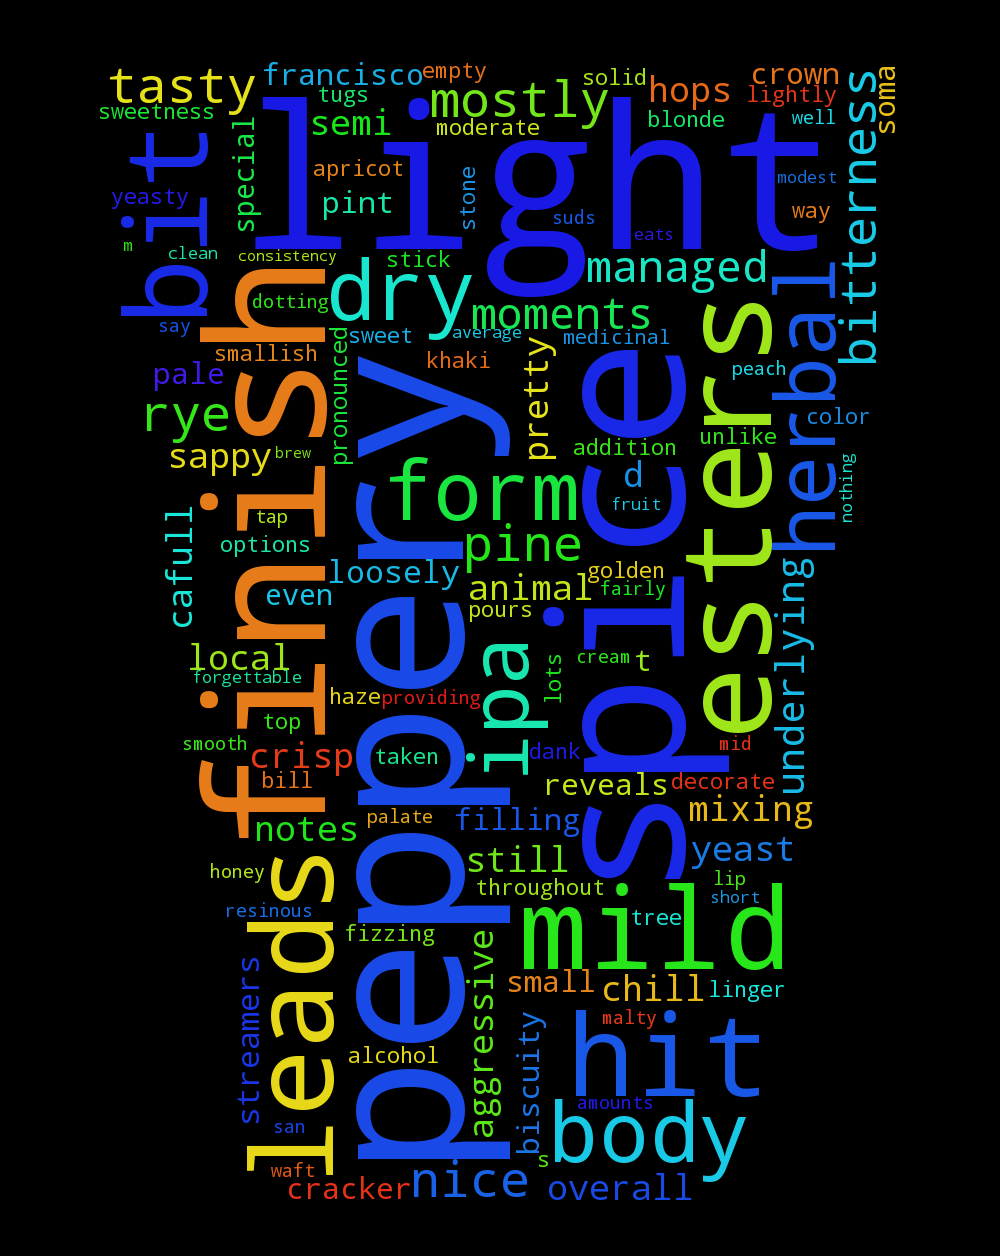 tasty
francisco
empty
solid
hops
crown
soma
sweetness
tugs
mostly
lightly
semi
moderate
blonde
well
bitterness
bit
special
light
apricot
stone
modest
yeasty
pint
suds
way
m
clean
consistency
stick
eats
managed
say
dotting
dry
moments
herbal
smallish
pronounced
sweet
average
medicinal
pale
khaki
pretty
peach
rye
finish
peppery
spice
esters
color
sappy
brew
addition
unlike
form
d
nothing
cafull
tap
fruit
options
pine
loosely
golden
even
animal
fairly
underlying
pours
local
ipa
lots
cream
t
forgettable
haze
providing
top
smooth
crisp
taken
dank
mid
bill
reveals
decorate
notes
palate
filling
mixing
honey
still
yeast
leads
throughout
lip
resinous
short
fizzing
mild
tree
streamers
aggressive
small
chill
linger
alcohol
biscuity
malty
hit
san
amounts
body
waft
s
cracker
nice
overall